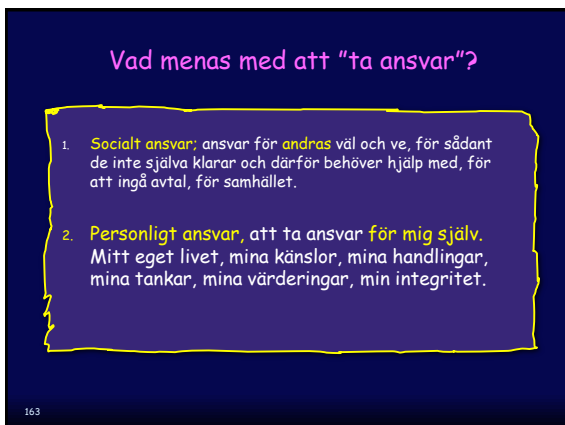 Vad menas med att ”ta ansvar”?
1. Socialt ansvar; ansvar för andras väl och ve, för sådant
de inte själva klarar och därför behöver hjälp med, för
att ingå avtal, för samhället.
2. Personligt ansvar, att ta ansvar för mig själv.
Mitt eget livet, mina känslor, mina handlingar,
mina tankar, mina värderingar, min integritet.
163